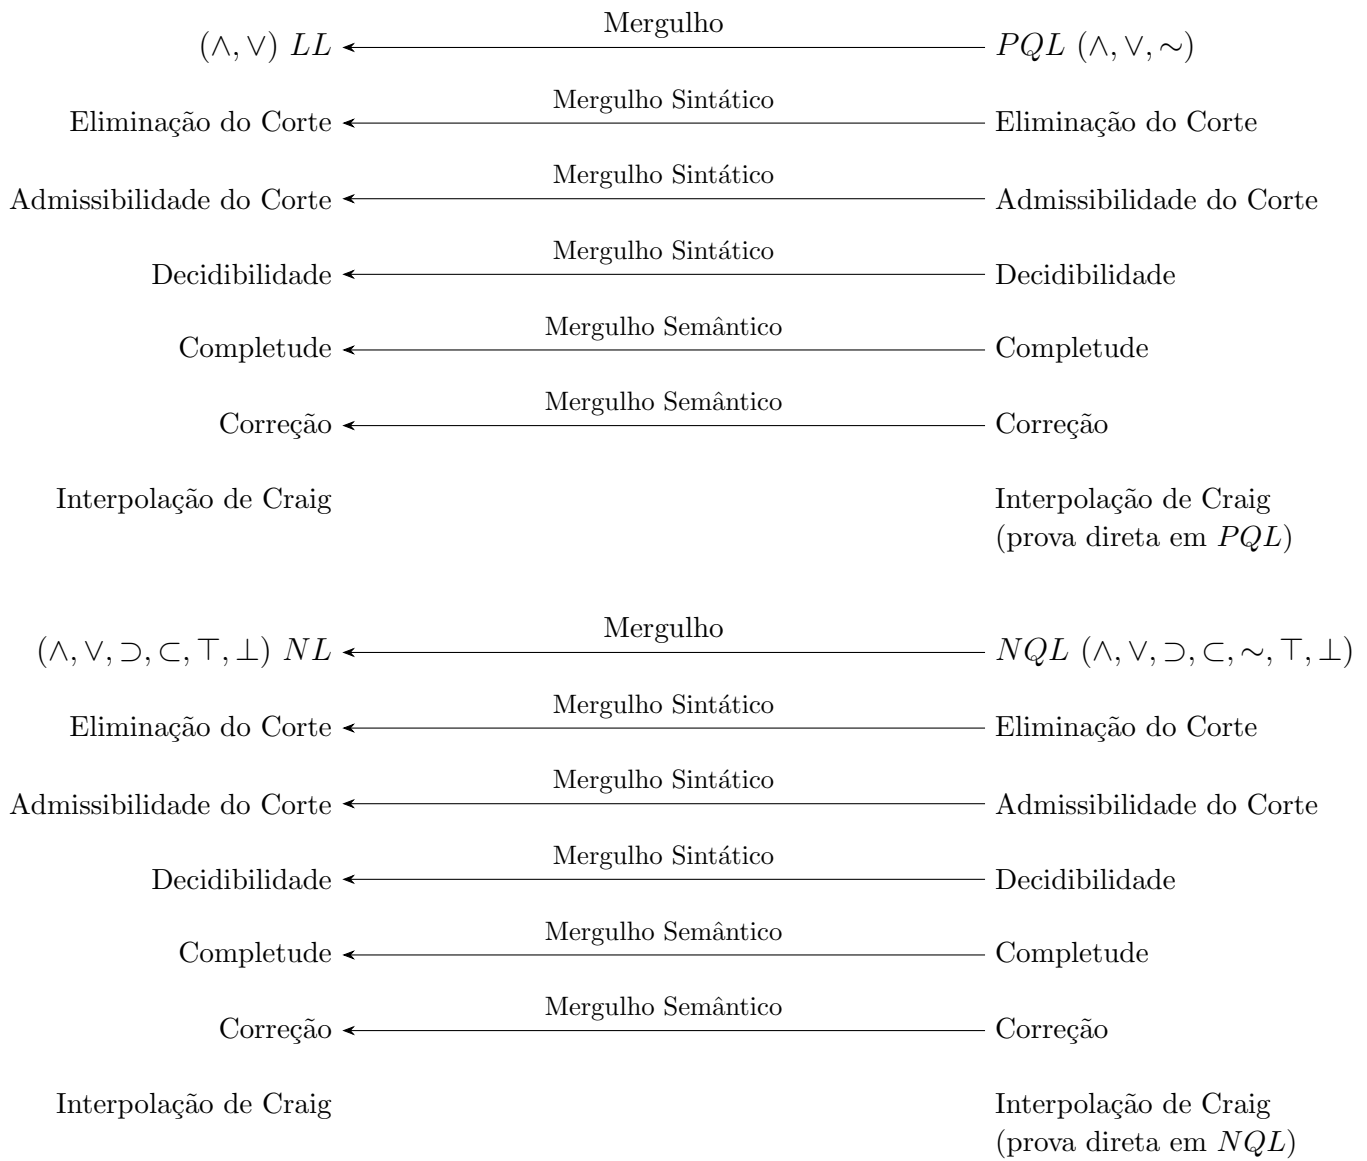 Mergulho
(∧, ∨) LL PQL (∧, ∨, ∼)
Mergulho Sintático
Eliminação do Corte Eliminação do Corte
Mergulho Sintático
Admissibilidade do Corte Admissibilidade do Corte
Mergulho Sintático
Decidibilidade Decidibilidade
Mergulho Semântico
Completude Completude
Mergulho Semântico
Correção Correção
Interpolação de Craig Interpolação de Craig
(prova direta em PQL)
Mergulho
(∧, ∨, ⊃, ⊂, ⊤, ⊥) NL NQL (∧, ∨, ⊃, ⊂, ∼, ⊤, ⊥)
Mergulho Sintático
Eliminação do Corte Eliminação do Corte
Mergulho Sintático
Admissibilidade do Corte Admissibilidade do Corte
Mergulho Sintático
Decidibilidade Decidibilidade
Mergulho Semântico
Completude Completude
Mergulho Semântico
Correção Correção
Interpolação de Craig Interpolação de Craig
(prova direta em NQL)